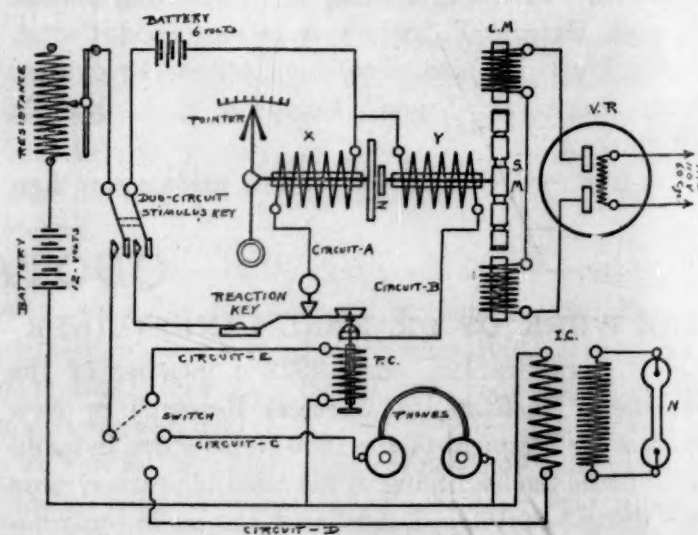 BATTERY
6 VOLTS
L.M
RESISTANCE
POINTER
X
Y
V.R
Z
S.
M
DUO-CIRCUIT
STIMULUS KEY
BATTERY
12-VOLTS
CIRCUIT-A
CIRCUIT-B
REACTION
KEY
CIRCUIT-E
I.C.
SWITCH
PHONES
N
CIRCUIT-C
CIRCUIT-D